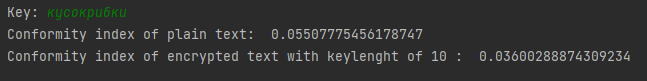 Key: кусокрибки
Conformity index of plain text:  0.05507775456178747
Conformity index of encrypted text with keylenght of 10 :  0.03600288874309234